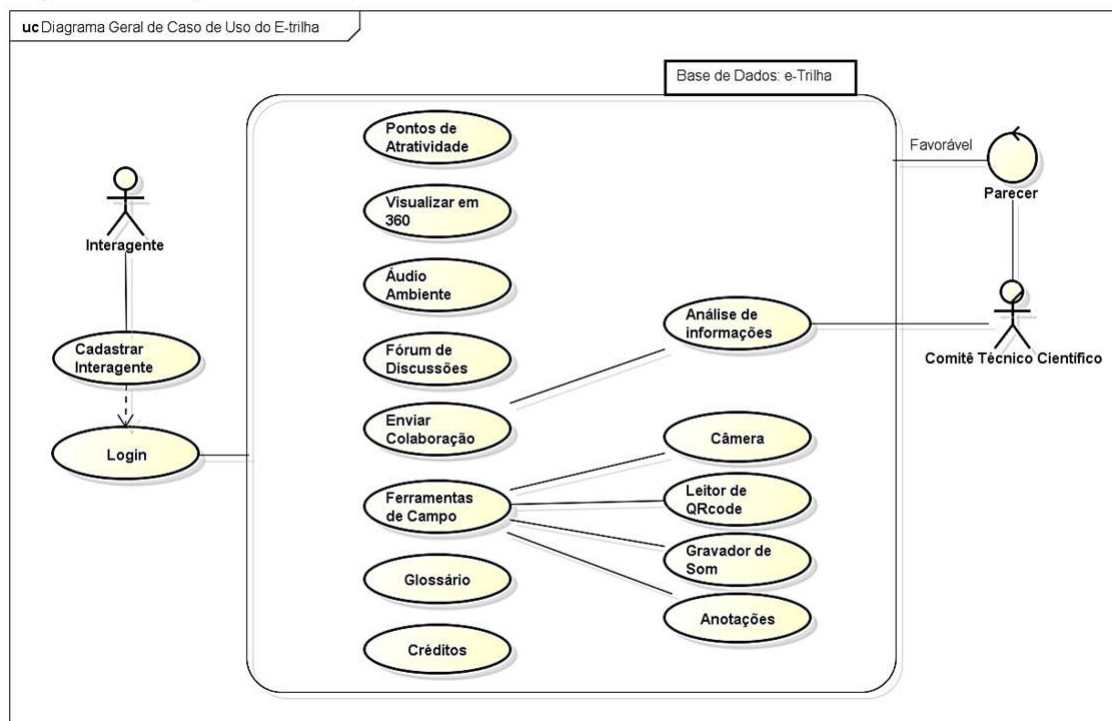 uc Diagrama Geral de Caso de Uso do E-trilha
Base de Dados: e-Trilha
Interagente
Cadastrar
Interagente
Login
Pontos de
Atratividade
Visualizar em
360
Áudio
Ambiente
Fórum de
Discussões
Enviar
Colaboração
Ferramentas
de Campo
Glossário
Créditos
Análise de
informações
Câmera
Leitor de
QRcode
Gravador de
Som
Anotações
Favorável
Parecer
Comitê Técnico Científico